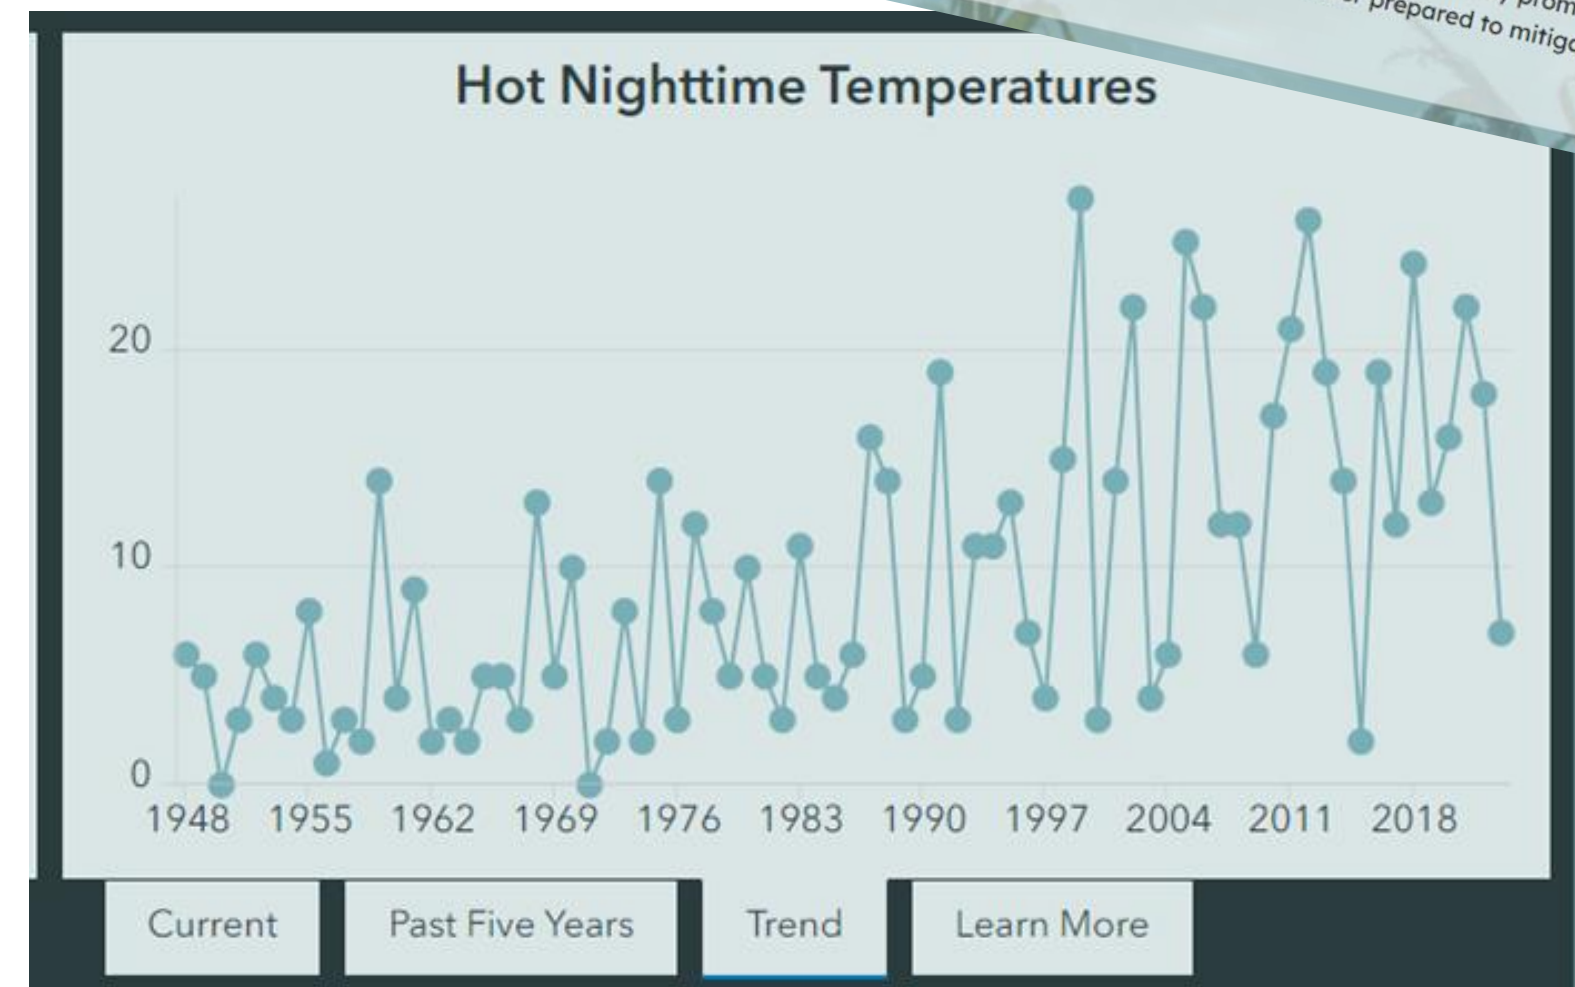 prepared to mitig
Hot Nighttime Temperatures
20
10
0
1948 1955 1962 1969 1976 1983 1990 1997 2004 2011 2018
Current Past Five Years Trend Learn More